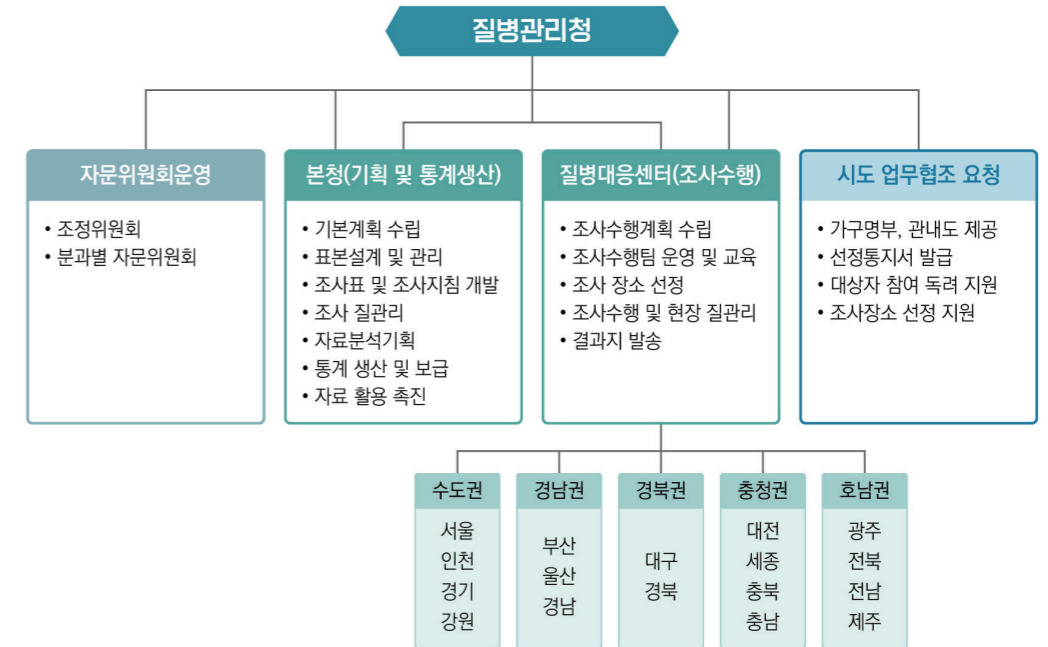 질병관리청
자문위원회운영
• 조정위원회
• 분과별 자문위원회
본청(기획 및 통계생산)
• 기본계획 수립
• 표본설계 및 관리
• 조사표 및 조사지침 개발
• 조사 질관리
• 자료분석기획
• 통계 생산 및 보급
• 자료 활용 촉진
질병대응센터(조사수행)
• 조사수행계획 수립
• 조사수행팀 운영 및 교육
• 조사 장소 선정
• 조사수행 및 현장 질관리
• 결과지 발송
시도 업무협조 요청
• 가구명부, 관내도 제공
• 선정통지서 발급
• 대상자 참여 독려 지원
• 조사장소 선정 지원
수도권
서울
인천
경기
강원
경남권
부산
울산
경남
경북권
대구
경북
충청권
대전
세종
충북
충남
호남권
광주
전북
전남
제주